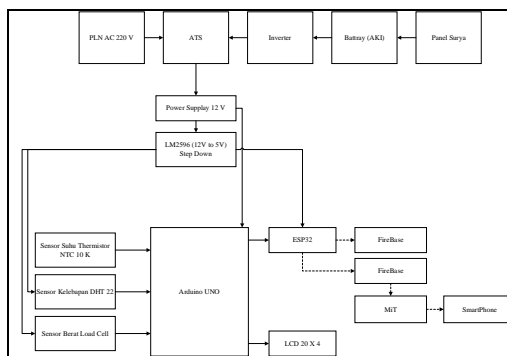 PLN AC 220 V
ATS
Inverter
Battray (AKI)
Panel Surya
Power Supplay 12 V
LM2596 (12V to 5V)
Step Down
Sensor Suhu Thermistor
NTC 10 K
Arduino UNO
ESP32
FireBase
FireBase
Sensor Kelebapan DHT 22
MiT
SmartPhone
Sensor Berat Load Cell
LCD 20 X 4